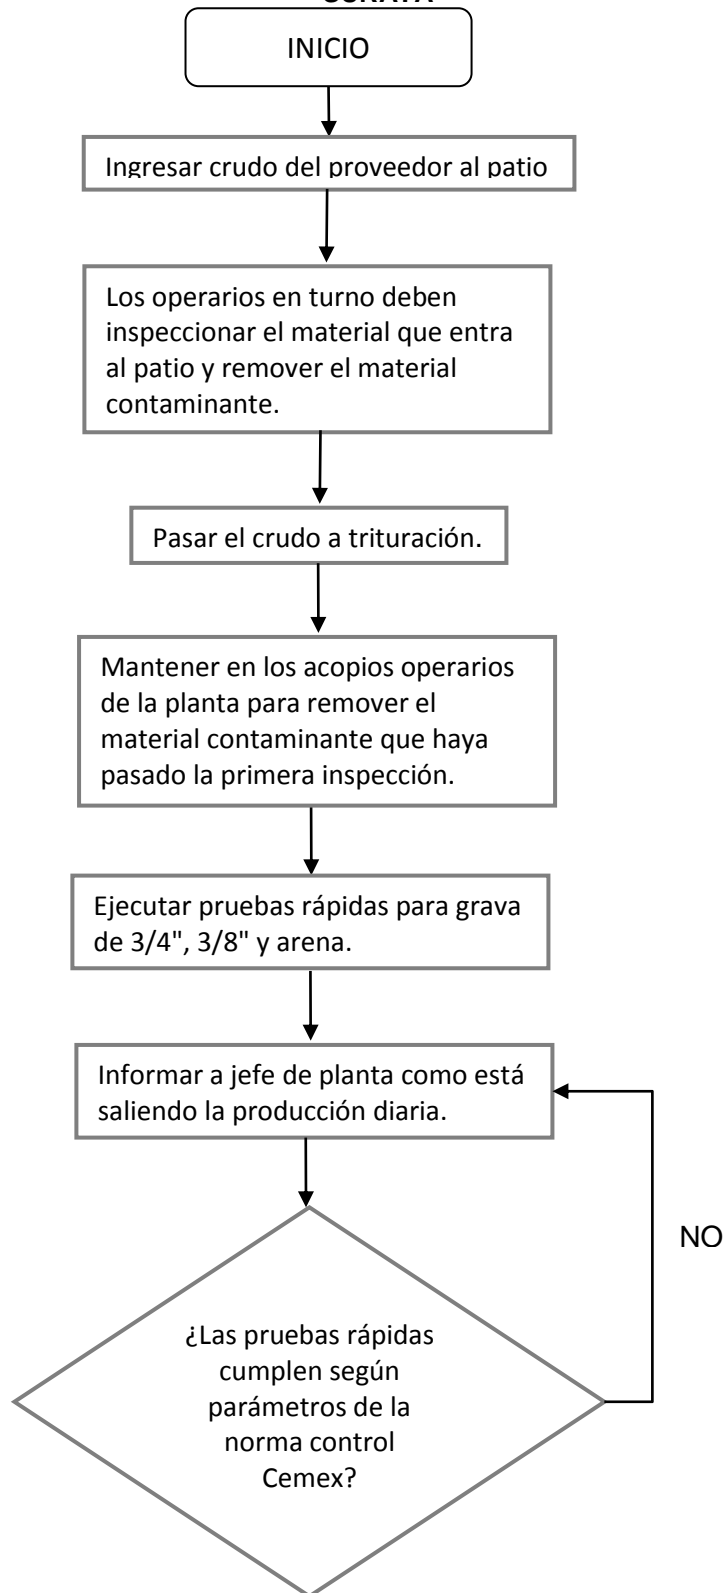 INICIO
Ingresar crudo del proveedor al patio
Los operarios en turno deben
inspeccionar el material que entra
al patio y remover el material
contaminante.
Pasar el crudo a trituración.
Mantener en los acopios operarios
de la planta para remover el
material contaminante que haya
pasado la primera inspección.
Ejecutar pruebas rápidas para grava
de 3/4", 3/8" y arena.
Informar a jefe de planta como está
saliendo la producción diaria.
NO
¿Las pruebas rápidas
cumplen según
parámetros de la
norma control
Cemex?